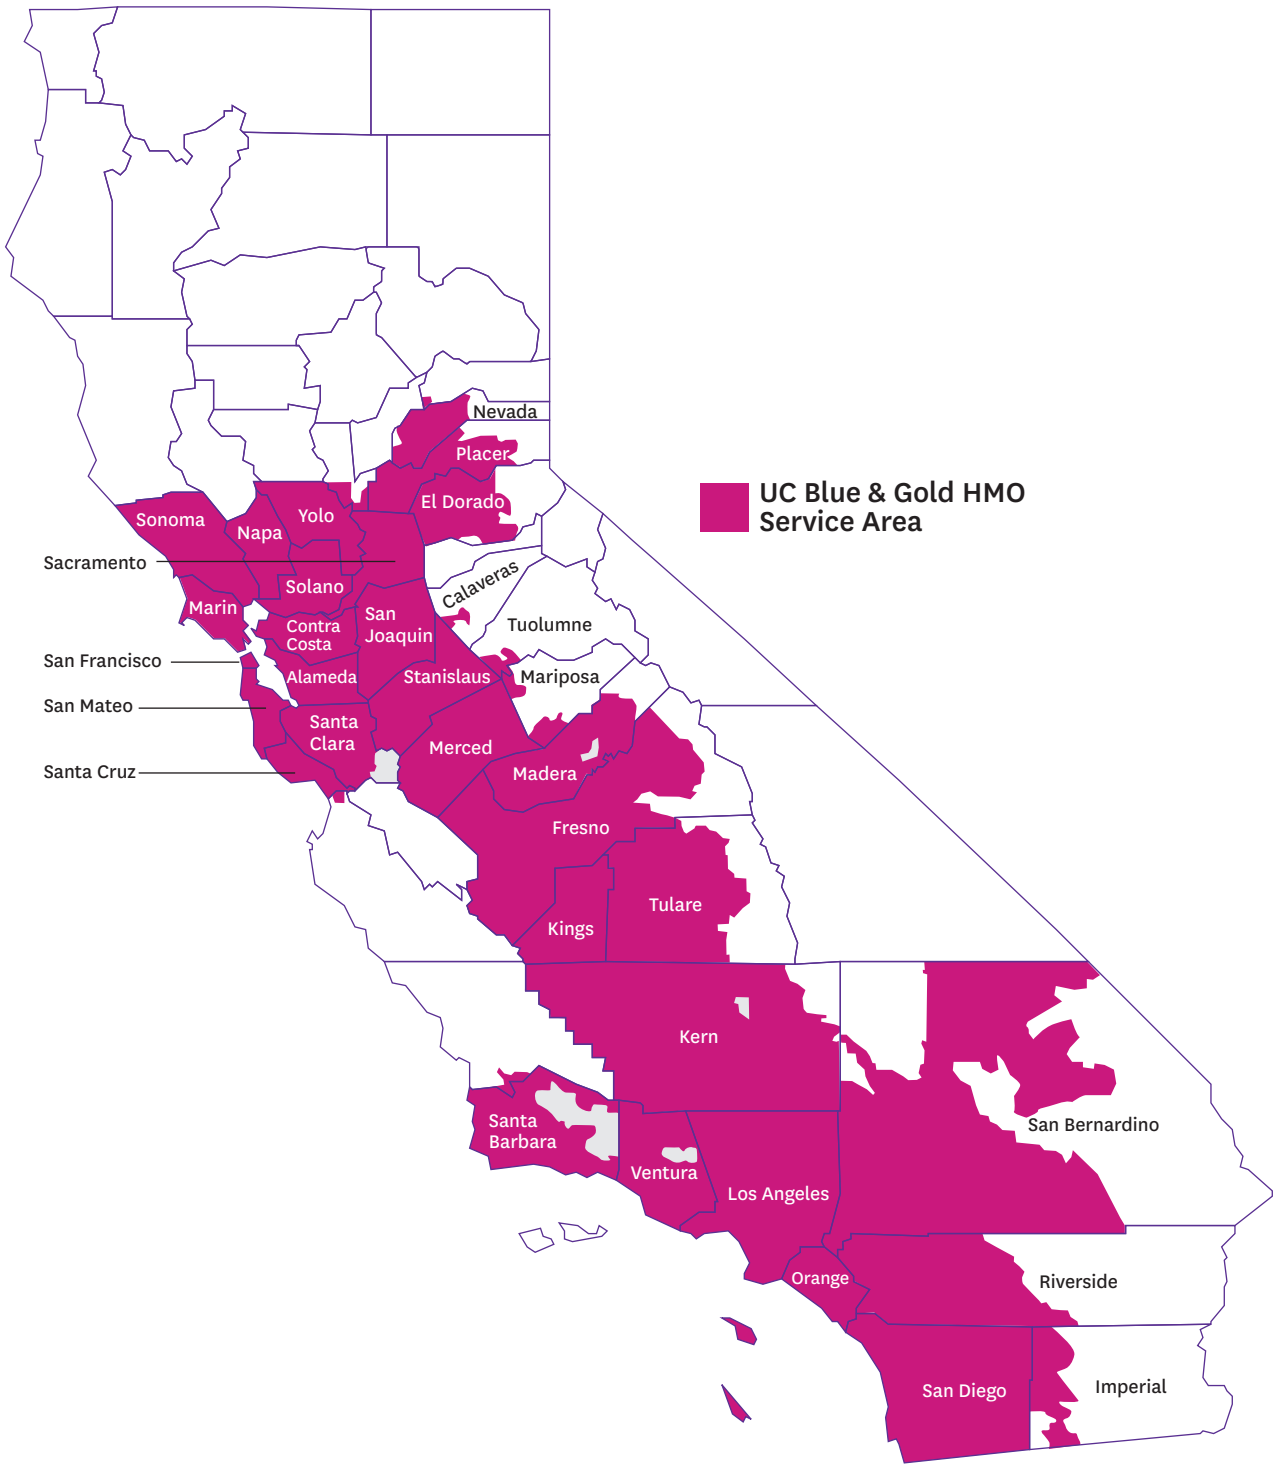 Nevada
Placer
UC Blue & Gold HMO
Service Area
El Dorado
Sonoma
Yolo
Napa
Sacramento
Calaveras
Solano
Marin
San
Joaquin
Contra
Costa
Tuolumne
San Francisco
Alameda
Stanislaus
Mariposa
San Mateo
Santa
Clara
Merced
Santa Cruz
Madera
Fresno
Tulare
Kings
Kern
Santa
Barbara
San Bernardino
Ventura
Los Angeles
Orange
Riverside
San Diego
Imperial